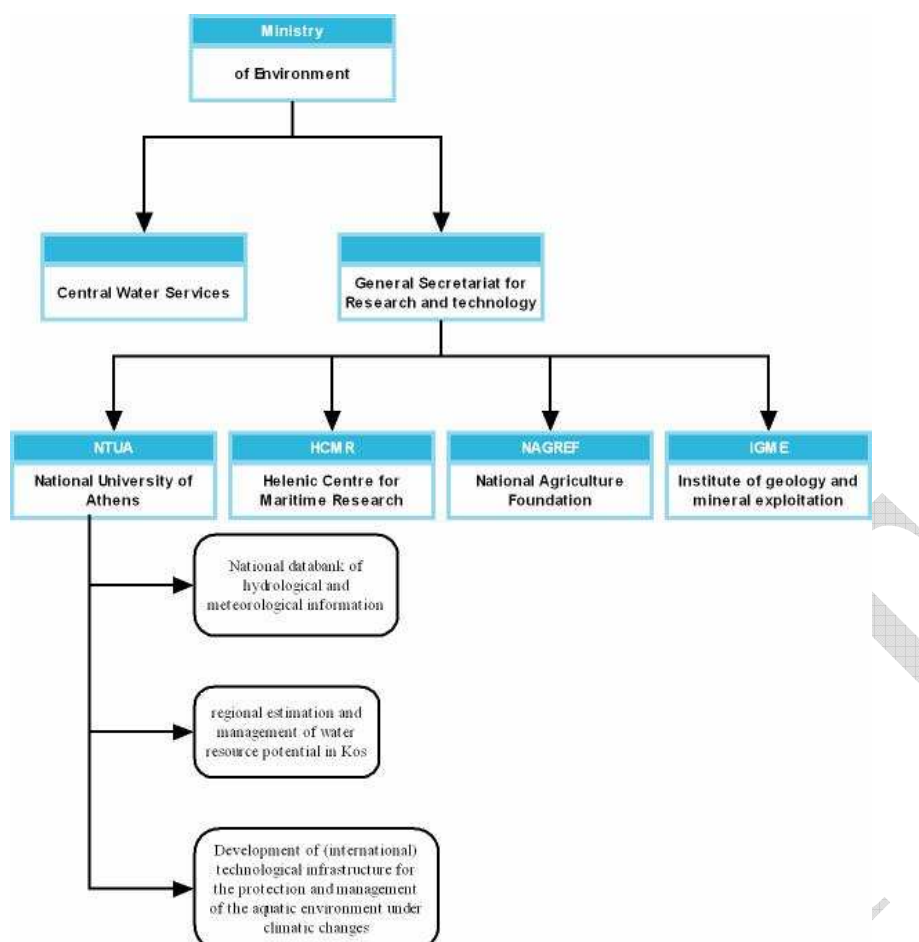 Ministry
of Environment
Central Water Services
General Secretariat for
Research and technology
NTUA
National University of
Athens
HCMR
Helenic Centre for
Maritime Research
NAGREF
National Agriculture
Foundation
IGME
Institute of geology and
mineral exploitation
National databank of
hydrological and
meteorological information
regional estimation and
management of water
resource potential in Kos
Development of (international)
technological infrastructure for
the protection and management
of the aquatic environment under
climatic changes